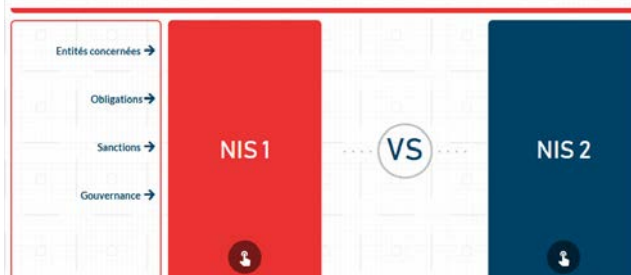 Entités concernées →
Obligations →
Sanctions →
Gouvernance →
NIS 1
VS
NIS 2